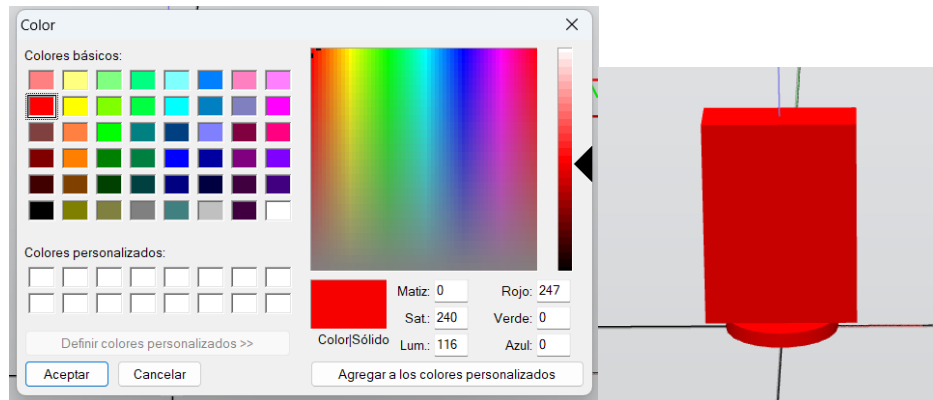 Color
Colores básicos:
Colores personalizados:
Definir colores personalizados >>
Aceptar Cancelar
Color|Sólido
Matiz: 0 Rojo: 247
Sat.: 240 Verde: 0
Lum.: 116 Azul: 0
Agregar a los colores personalizados